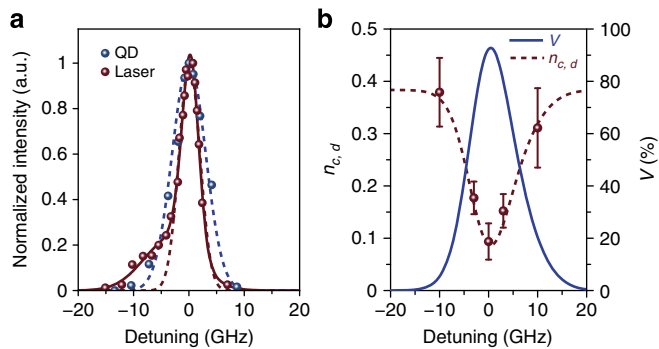 a
QD
Laser
Normalized intensity (a.u.)
1
0.8
0.6
0.4
0.2
0
−20 −10 0 10 20
Detuning (GHz)
b
V
n c, d
n c, d
0.5
0.4
0.3
0.2
0.1
0
100
80
60
40
20
0
V (%)
−20 −10 0 10 20
Detuning (GHz)